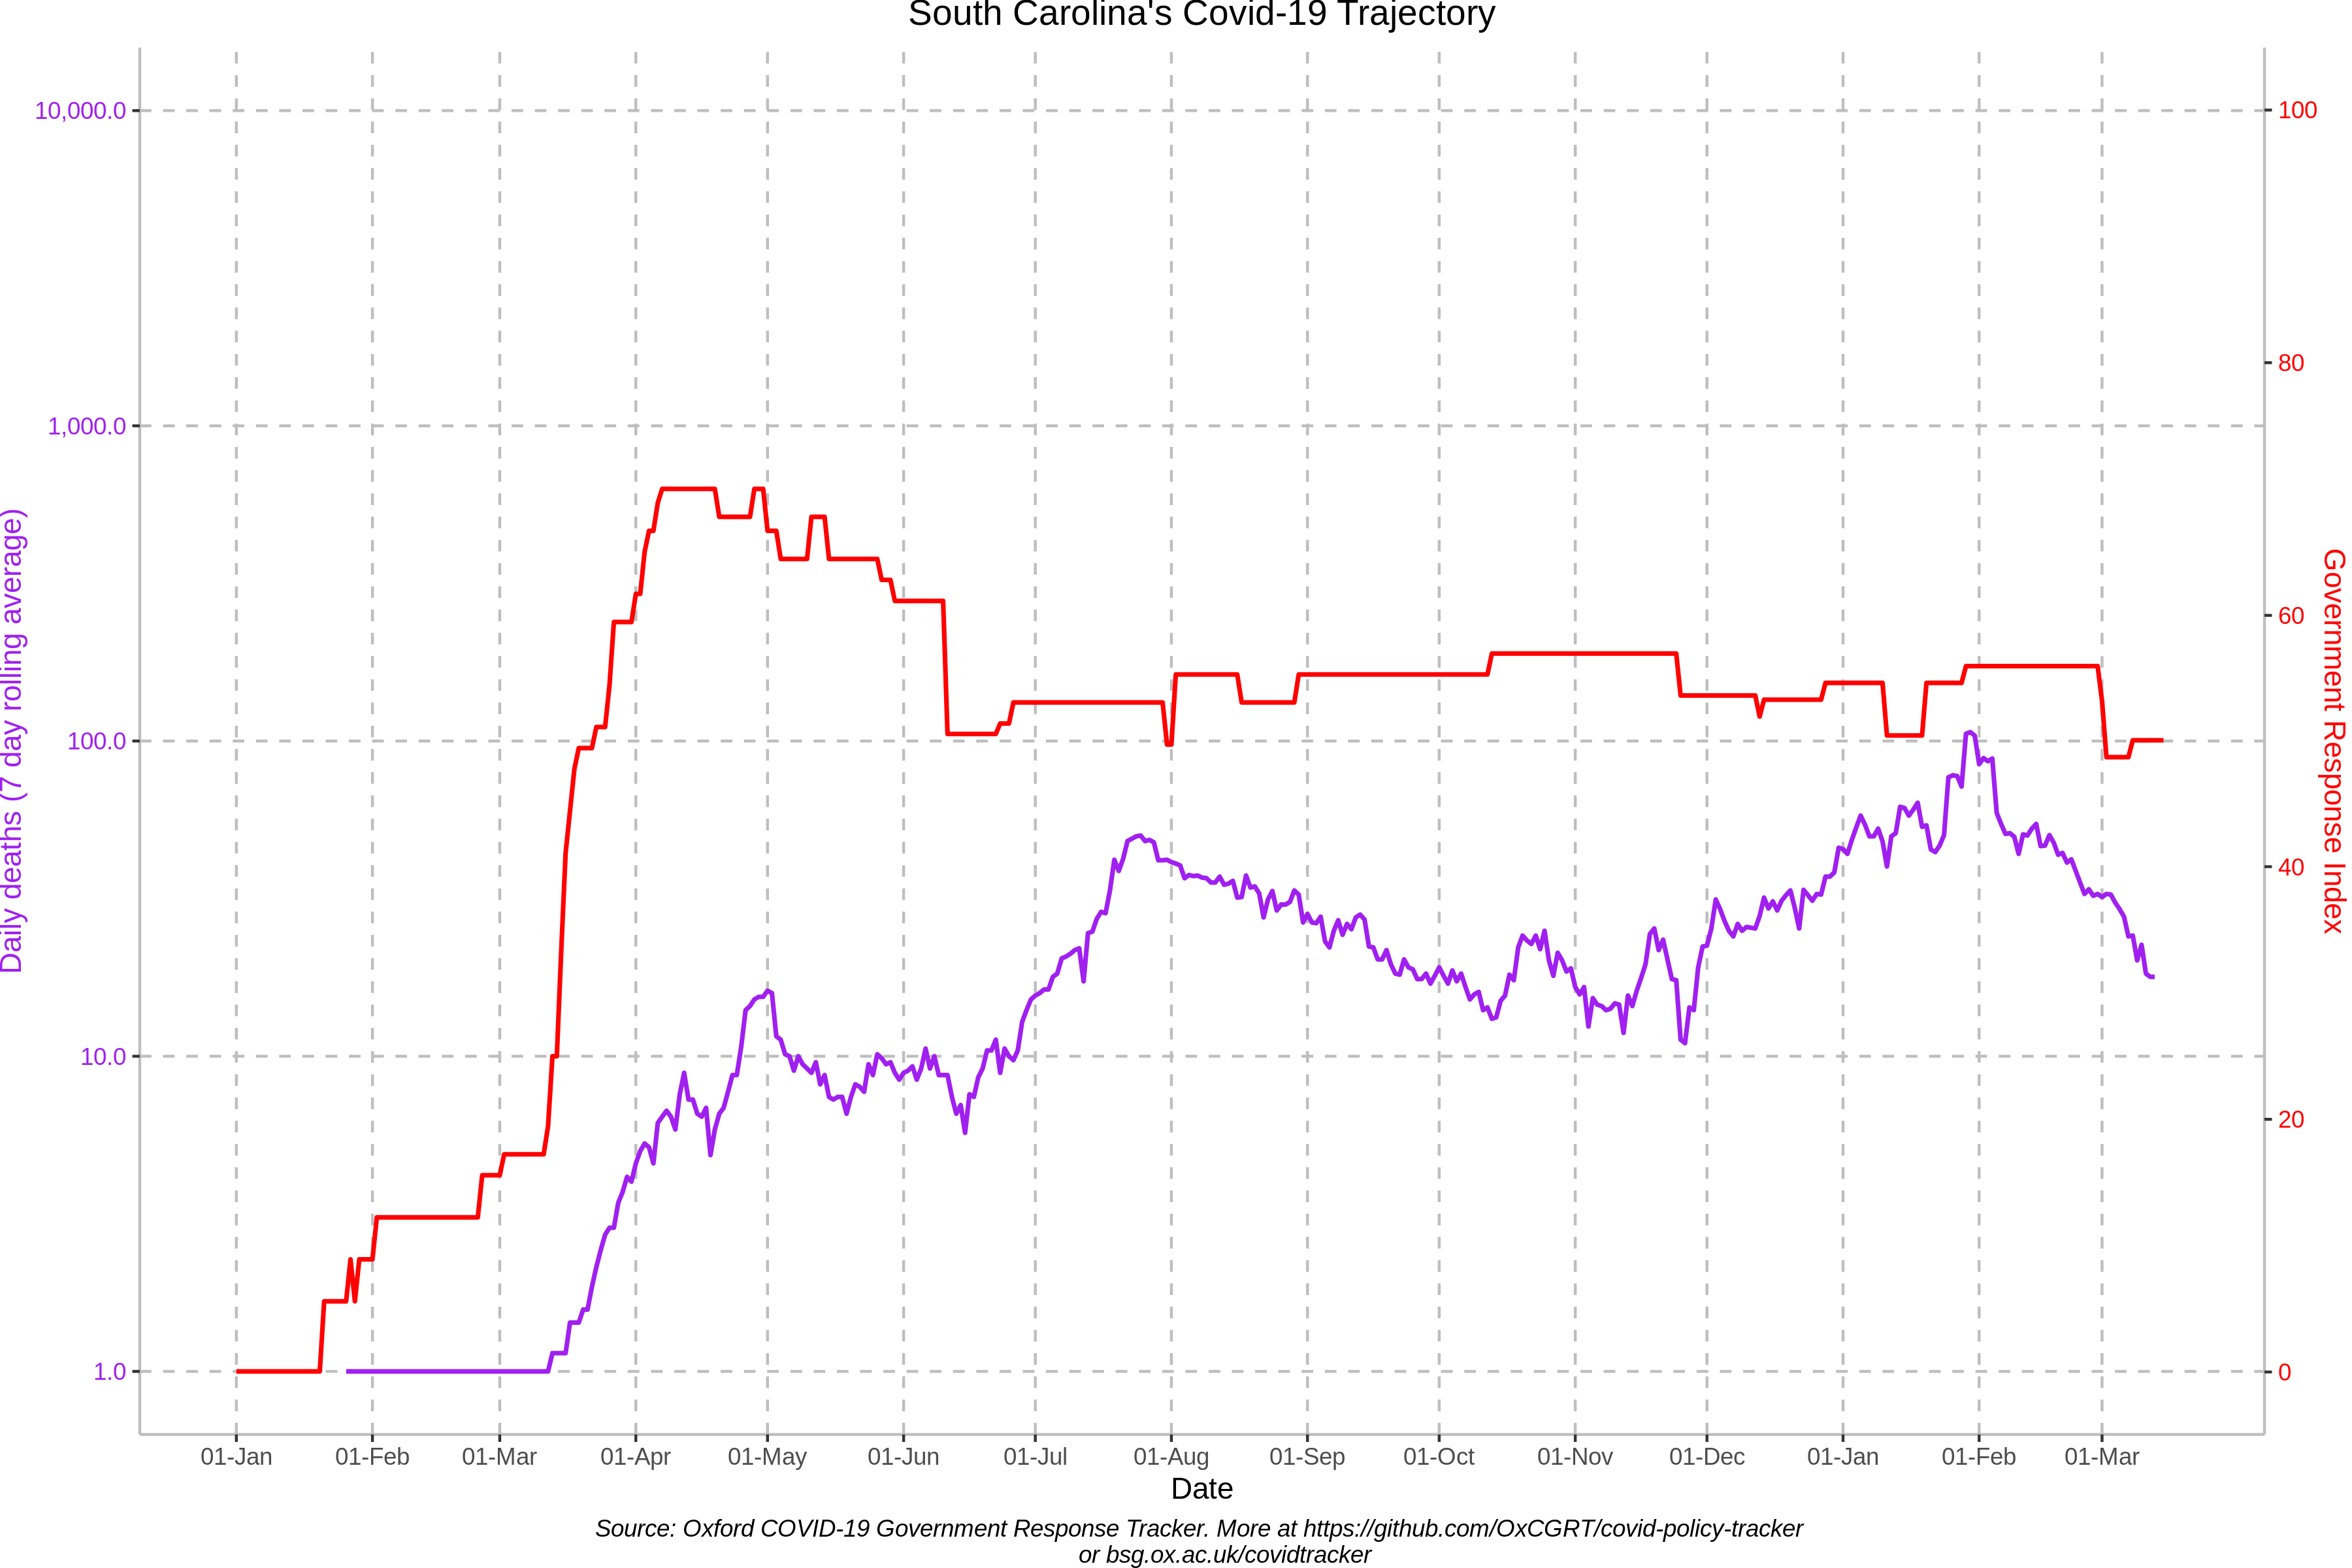 South Carolina's Covid-19 Trajectory
10,000.0
1,000.0
100.0
10.0
1.0
Daily deaths (7 day rolling average)
100
80
60
40
20
0
Government Response Index
01-Jan 01-Feb 01-Mar 01-Apr 01-May 01-Jun 01-Jul 01-Aug 01-Sep 01-Oct 01-Nov 01-Dec 01-Jan 01-Feb 01-Mar
Date
Source: Oxford COVID-19 Government Response Tracker. More at https://github.com/OxCGRT/covid-policy-tracker
or bsg.ox.ac.uk/covidtracker